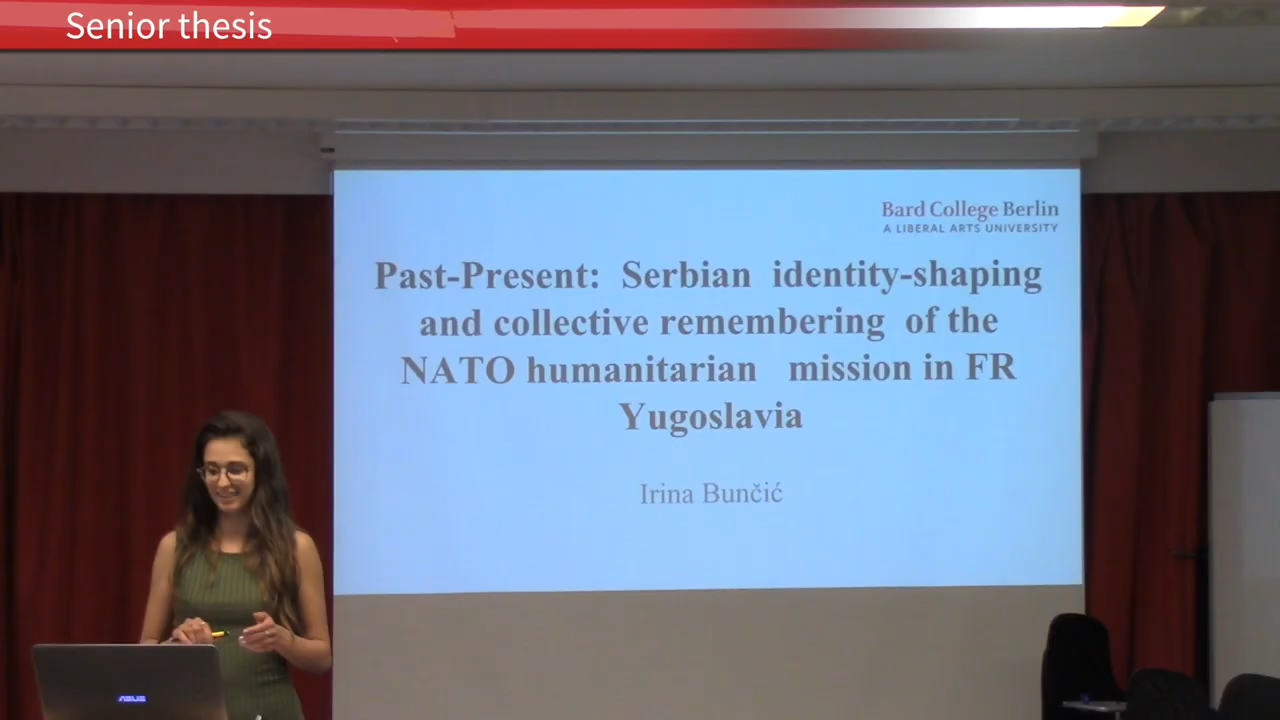 Senior thesis
Bard College Berlin
A LIBERAL ARTS UNIVERSITY
Past-Present: Serbian identity-shaping
and collective remembering of the
NATO humanitarian mission in FR
Yugoslavia
Irina Bunčić
ASUS